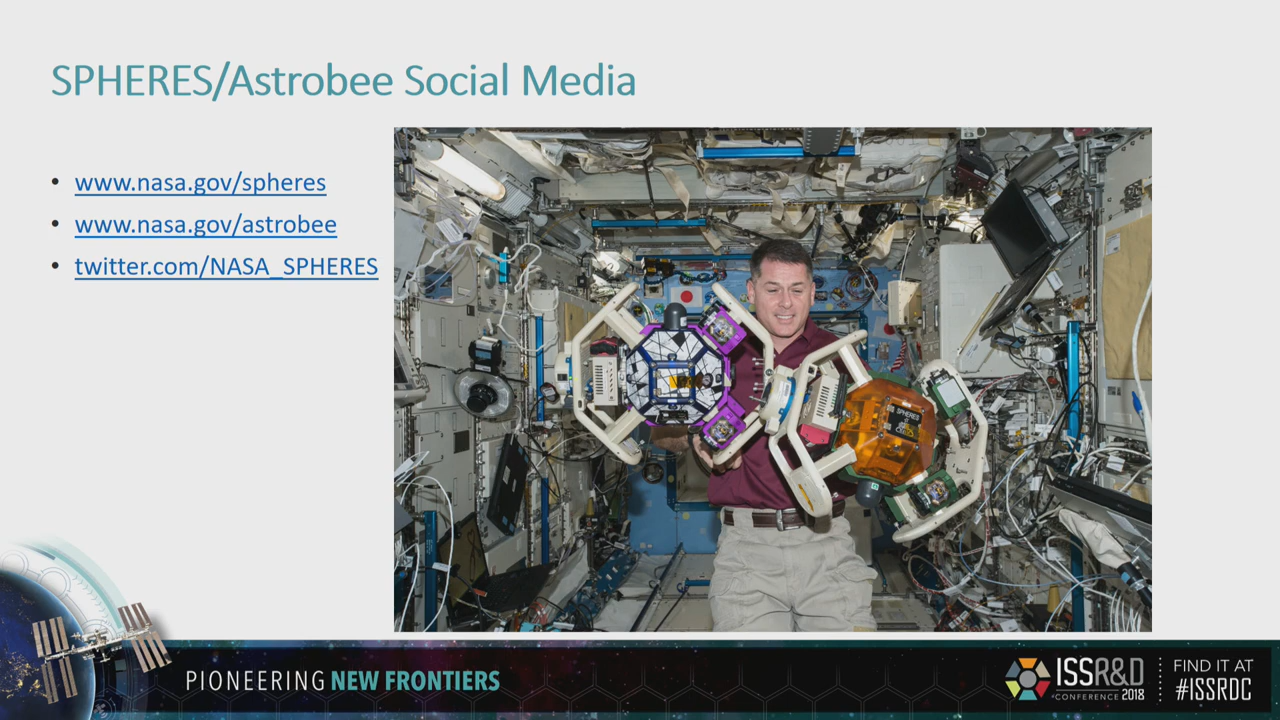 SPHERES/Astrobee Social Media
• www.nasa.gov/spheres
• www.nasa.gov/astrobee
• twitter.com/NASA_SPHERES
SPHERES
PIONEERING NEW FRONTIERS
ISSR&D
CONFERENCE 2018
FIND IT AT
#ISSRDC